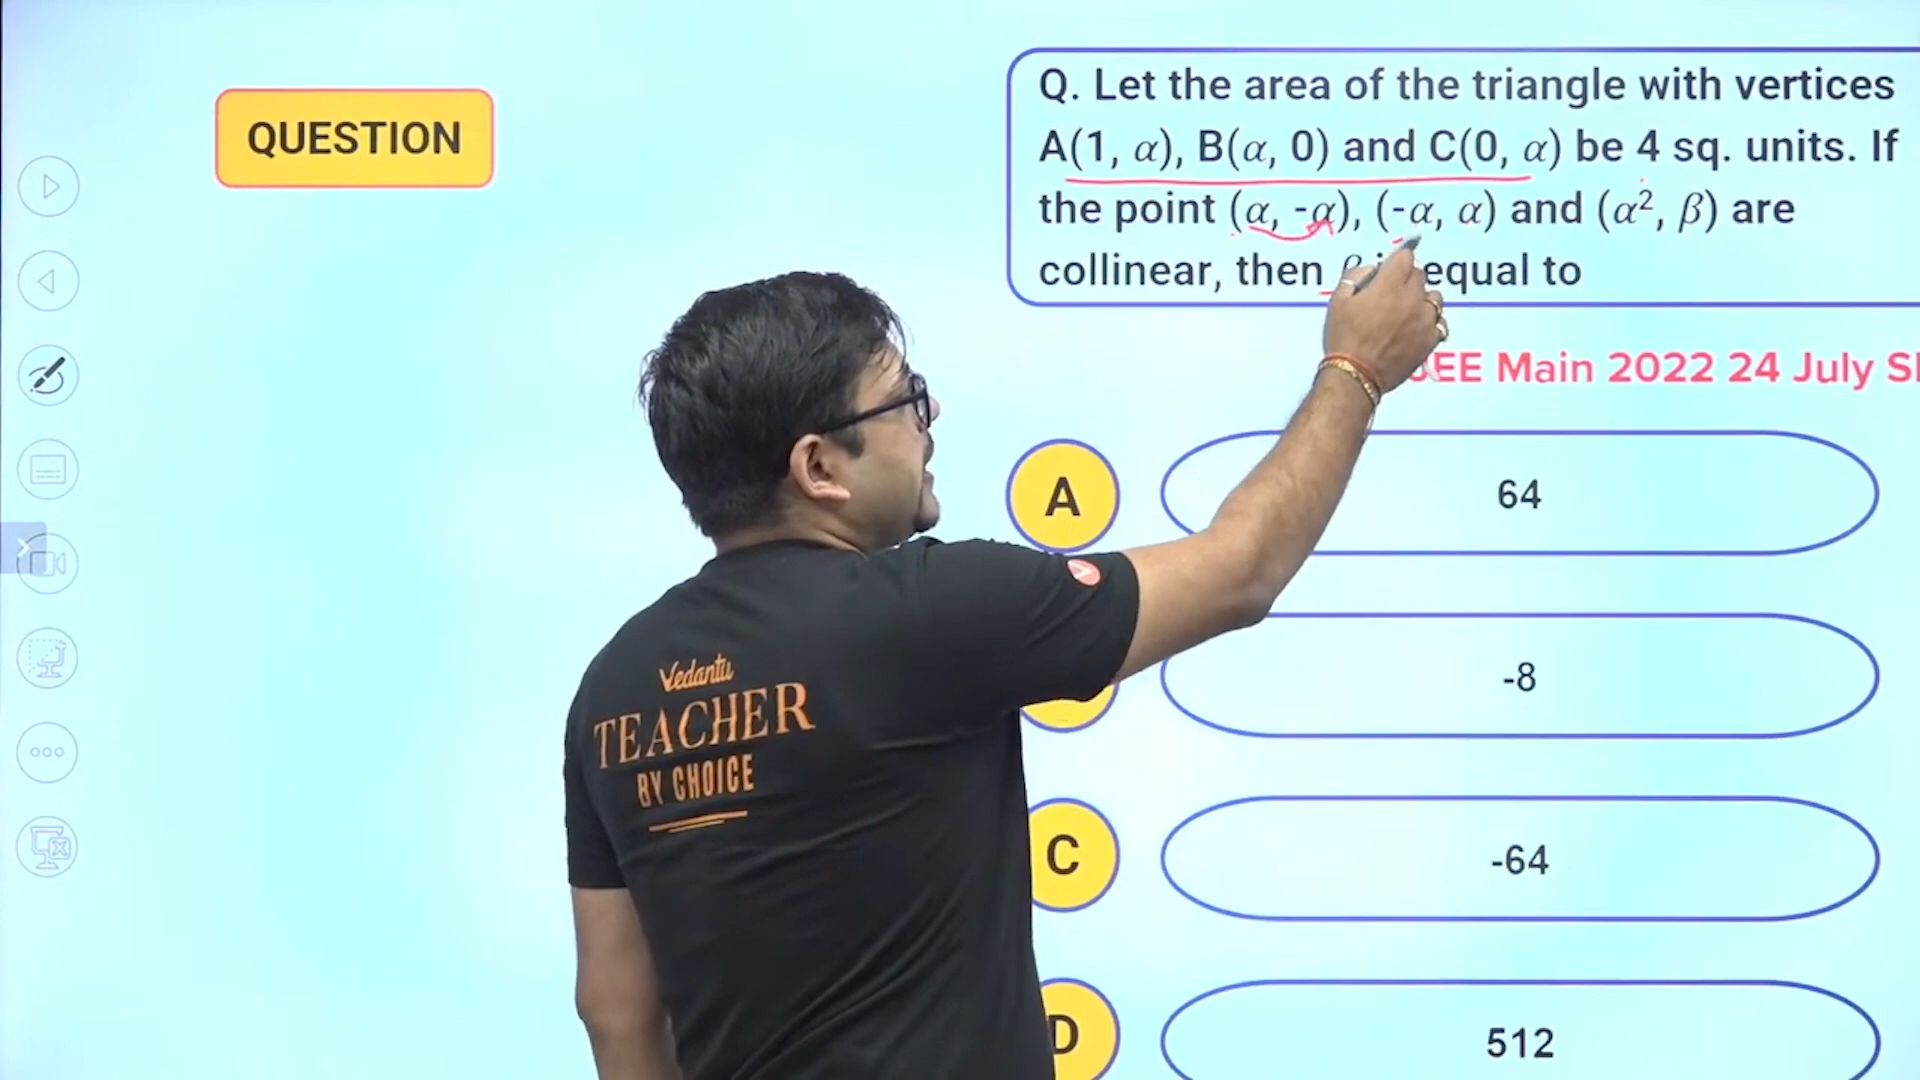 QUESTION
Q. Let the area of the triangle with vertices
A(1, α), B(α, 0) and C(0, α) be 4 sq. units. If
the point (α, -α), (-α, α) and (α², β) are
collinear, then equal to
JEE Main 2022 24 July
A 64
-8
C -64
D 512
Vedantu
TEACHER
BY CHOICE